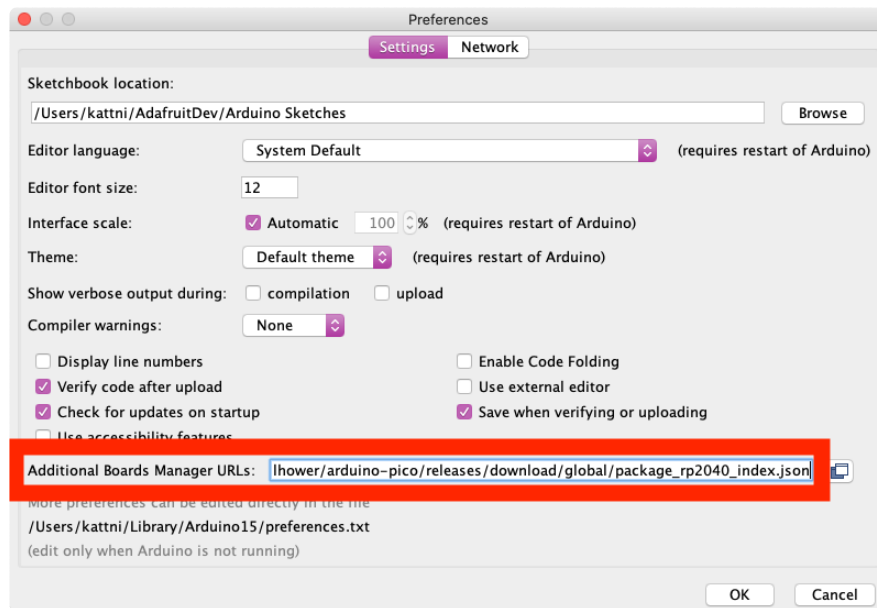 Preferences
Settings Network
Sketchbook location:
/Users/kattni/AdafruitDev/Arduino Sketches Browse
Editor language: System Default (requires restart of Arduino)
Editor font size: 12
Interface scale: Automatic 100 % (requires restart of Arduino)
Theme: Default theme (requires restart of Arduino)
Show verbose output during: compilation upload
Compiler warnings: None
Display line numbers Enable Code Folding
Verify code after upload Use external editor
Check for updates on startup Save when verifying or uploading
Use accessibility features
Additional Boards Manager URLs: lhower/arduino-pico/releases/download/global/package_rp2040_index.json
More preferences can be edited directly in the file
/Users/kattni/Library/Arduino15/preferences.txt
(edit only when Arduino is not running)
OK Cancel